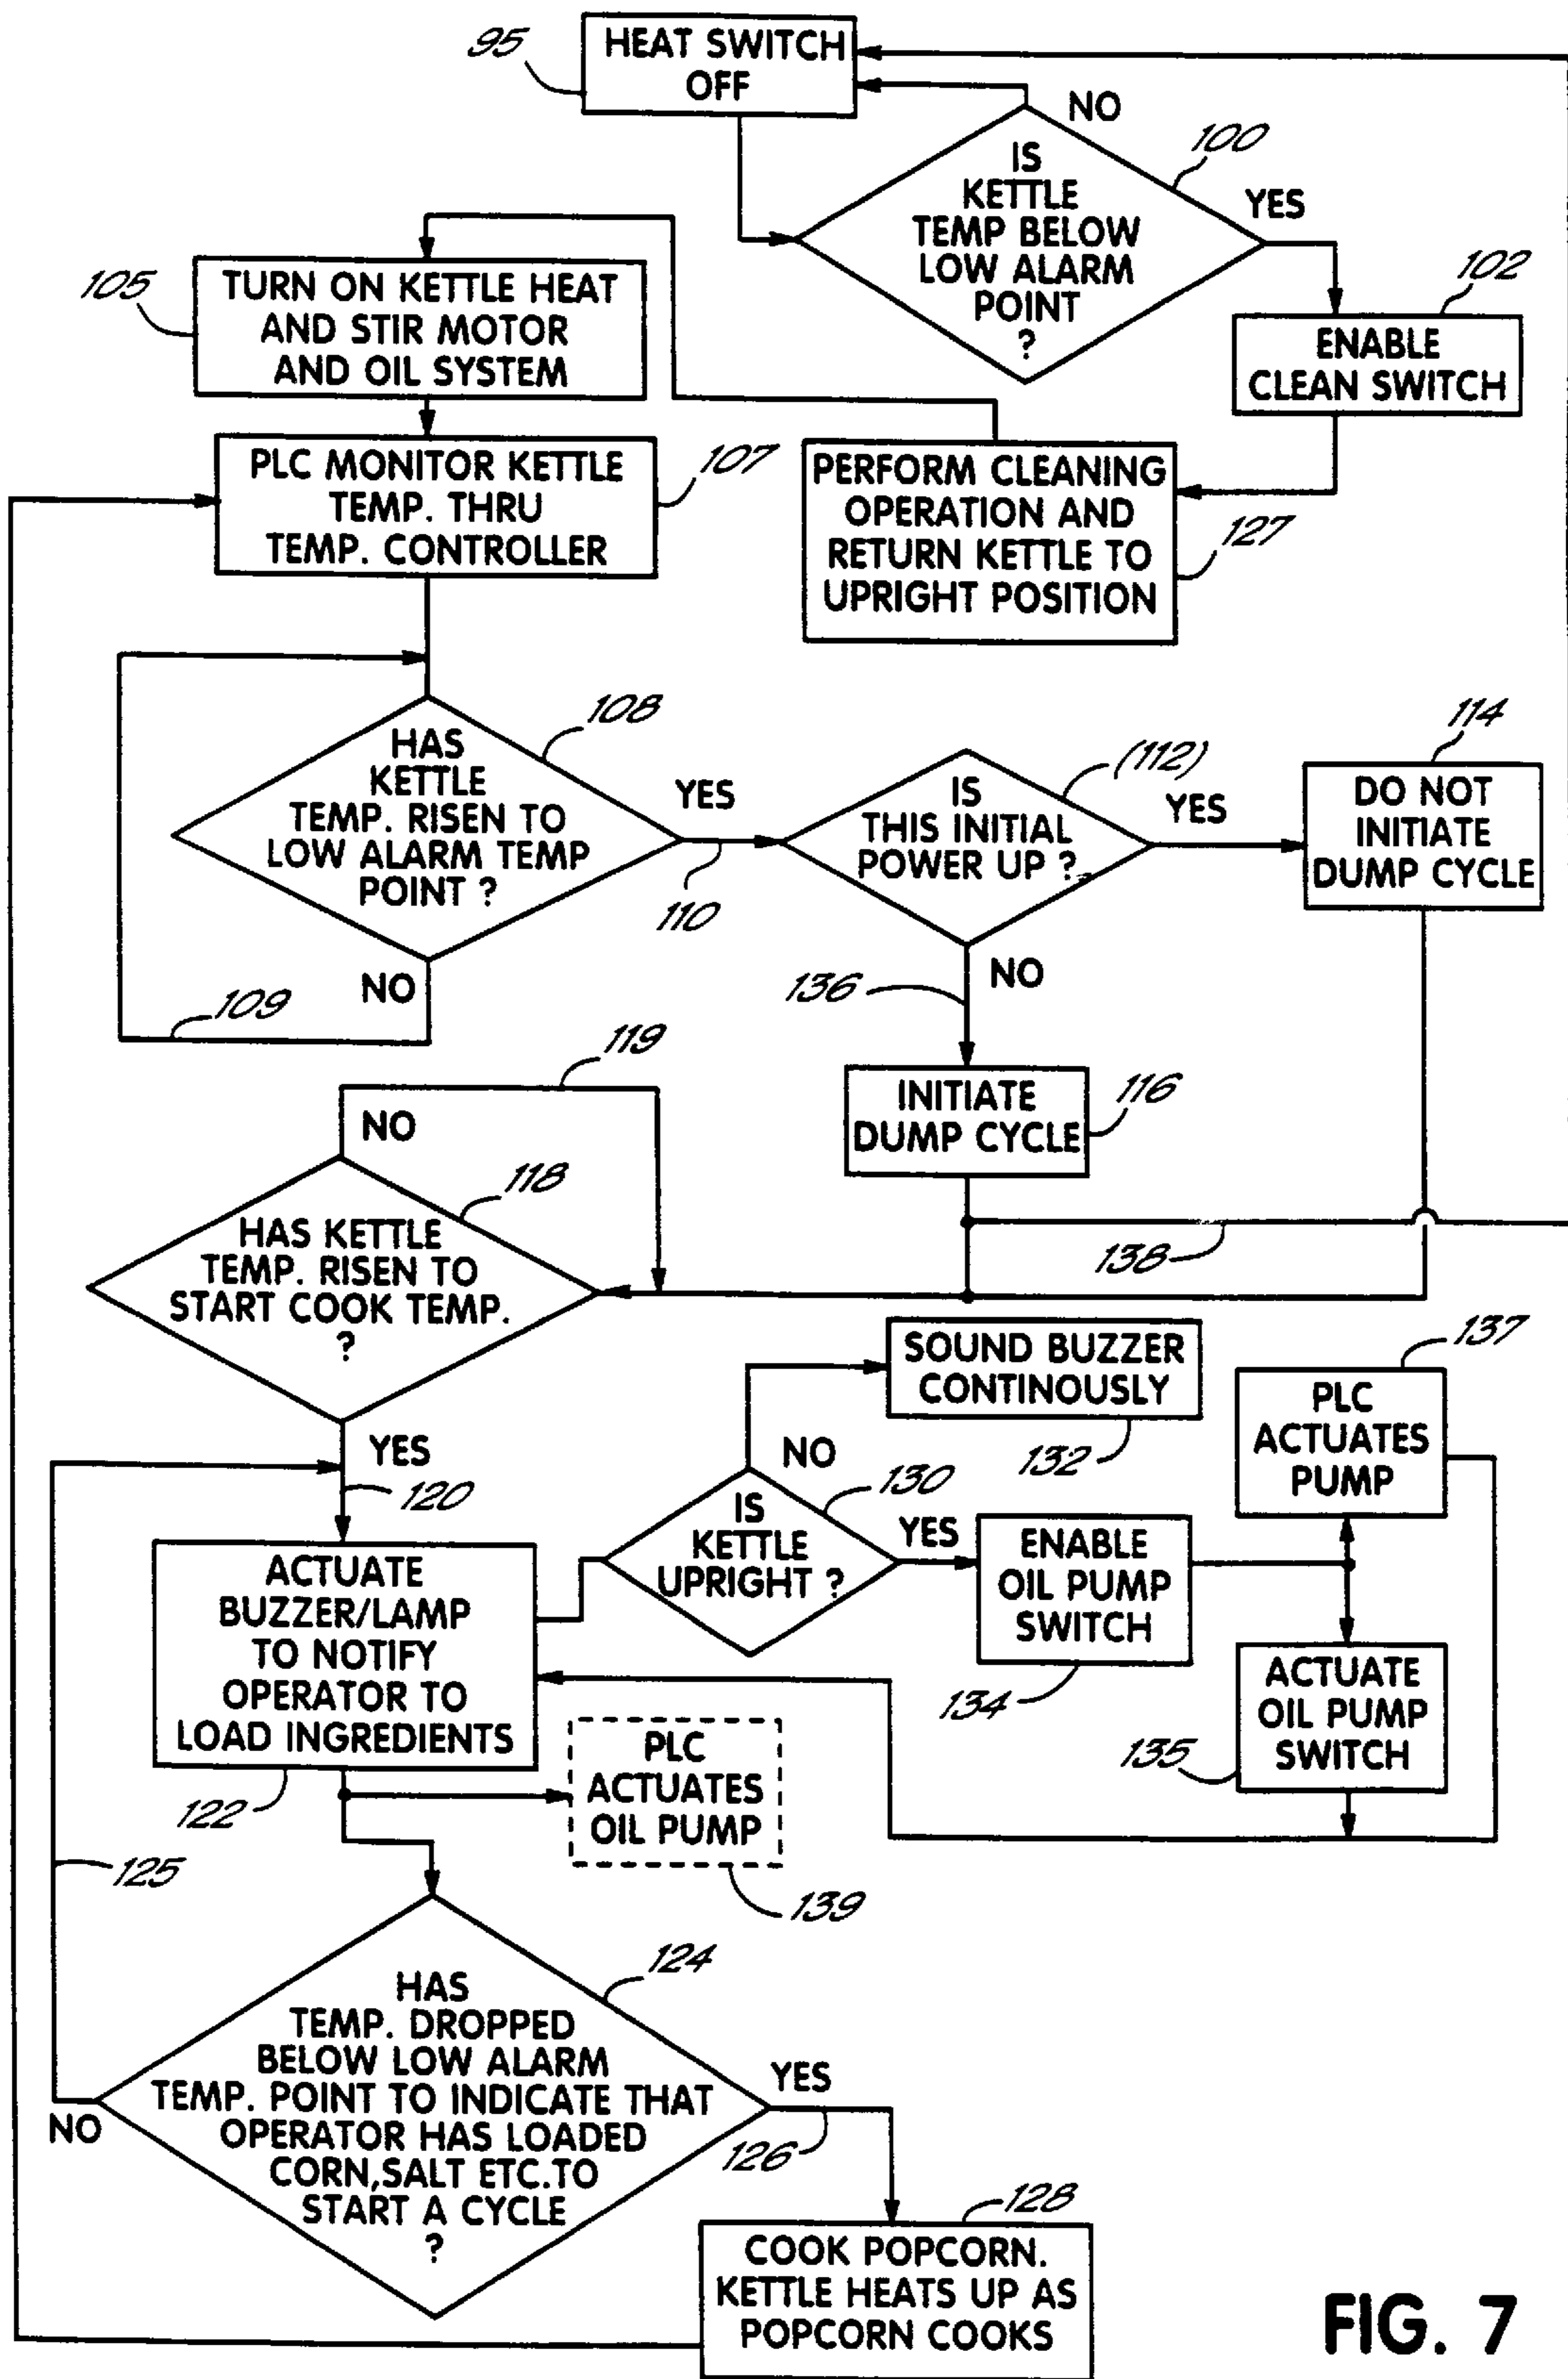 95
HEAT SWITCH
OFF
NO
100
IS
KETTLE
TEMP BELOW
LOW ALARM
POINT
?
YES
102
ENABLE
CLEAN SWITCH
105
TURN ON KETTLE HEAT
AND STIR MOTOR
AND OIL SYSTEM
PLC MONITOR KETTLE
TEMP. THRU
TEMP. CONTROLLER
107
PERFORM CLEANING
OPERATION AND
RETURN KETTLE TO
UPRIGHT POSITION
127
108
HAS
KETTLE
TEMP. RISEN TO
LOW ALARM TEMP
POINT ?
YES
110
NO
109
(112)
IS
THIS INITIAL
POWER UP ?
YES
114
DO NOT
INITIATE
DUMP CYCLE
NO
136
INITIATE
DUMP CYCLE
116
119
NO
118
HAS KETTLE
TEMP. RISEN TO
START COOK TEMP.
?
138
YES
120
SOUND BUZZER
CONTINOUSLY
132
NO
130
IS
KETTLE
UPRIGHT ?
YES
ENABLE
OIL PUMP
SWITCH
134
137
PLC
ACTUATES
PUMP
ACTUATE
OIL PUMP
SWITCH
135
ACTUATE
BUZZER/LAMP
TO NOTIFY
OPERATOR TO
LOAD INGREDIENTS
122
PLC
ACTUATES
OIL PUMP
139
125
124
HAS
TEMP. DROPPED
BELOW LOW ALARM
TEMP. POINT TO INDICATE THAT
OPERATOR HAS LOADED
CORN,SALT ETC.TO
START A CYCLE
?
NO
YES
126
128
COOK POPCORN.
KETTLE HEATS UP AS
POPCORN COOKS
FIG. 7